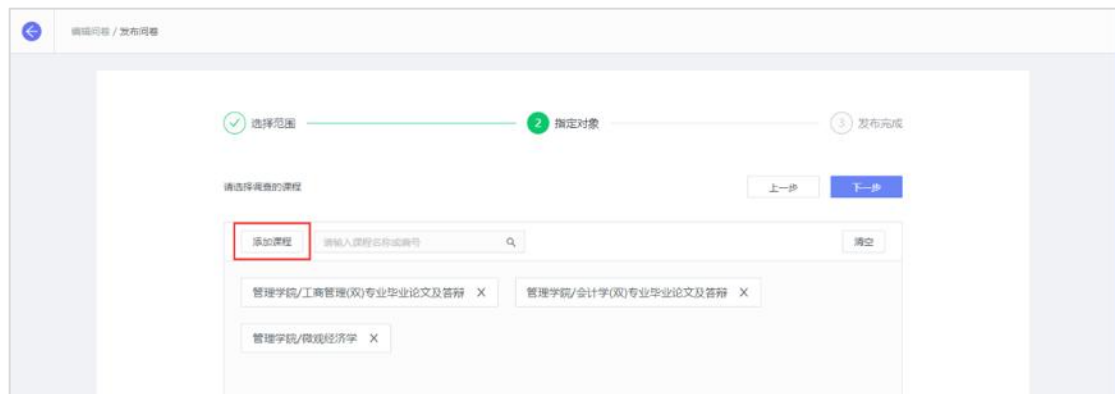 编辑问卷 / 发布问卷
选择范围 2 指定对象 3 发布完成
请选择调查的课程 上一步 下一步
添加课程 请输入课程名称或编号 清空
管理学院/工商管理(双)专业毕业论文及答辩 X 管理学院/会计学(双)专业毕业论文及答辩 X
管理学院/微观经济学 X